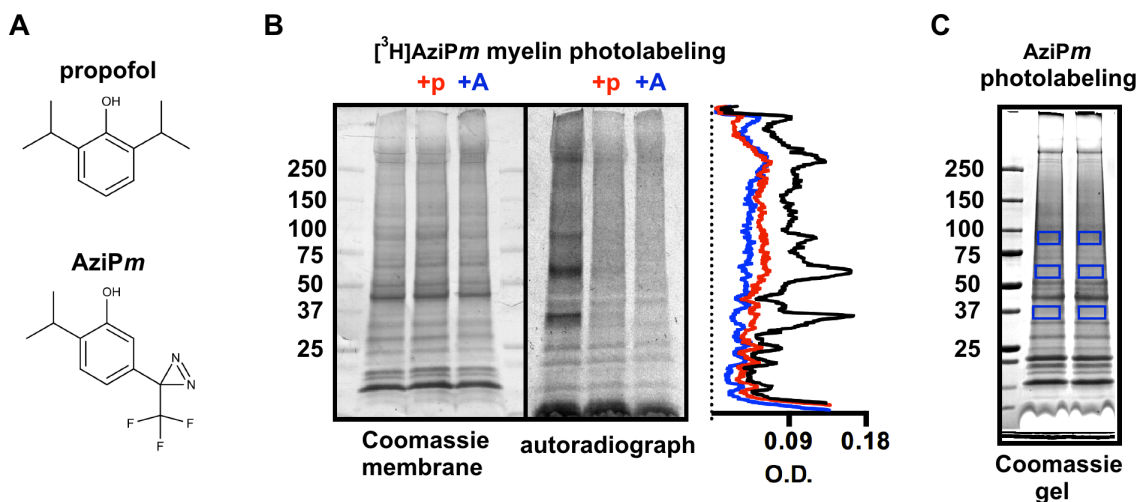 A
propofol
OH
AziPm
OH
N
N
F
F
F
B
[³H]AziPm myelin photolabeling
+p +A +p +A
250
150
100
75
50
37
25
Coomassie
membrane
autoradiograph
0.09 0.18
O.D.
C
AziPm
photolabeling
250
150
100
75
50
37
25
Coomassie
gel